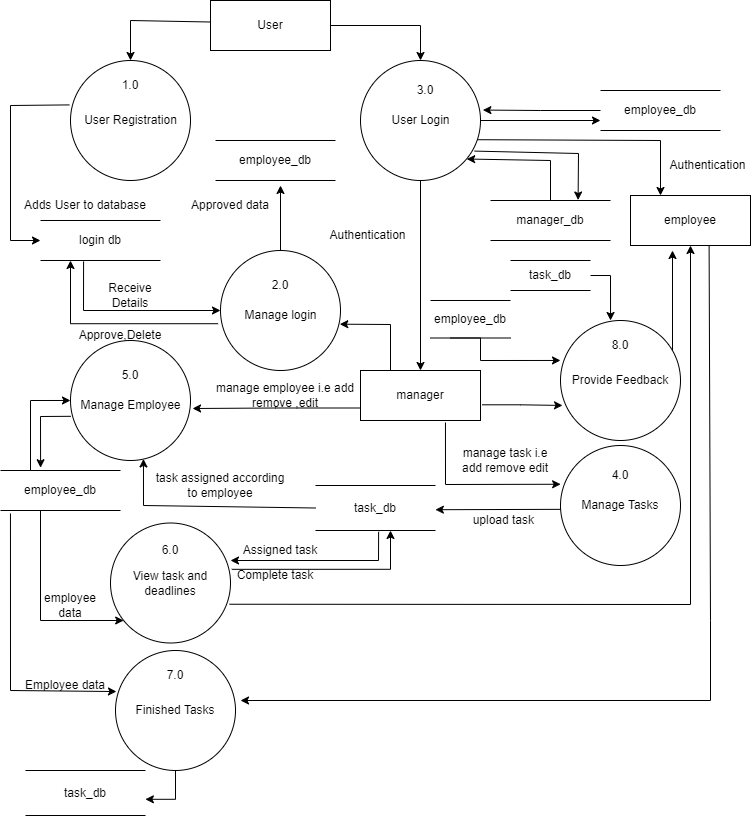 User
1.0
User Registration
3.0
User Login
employee_db
employee_db
Authentication
Adds User to database
Approved data
manager_db
employee
login db
Authentication
task_db
Receive
Details
2.0
Manage login
employee_db
Approve,Delete
8.0
Provide Feedback
5.0
Manage Employee
manage employee i.e add
remove ,edit
manager
manage task i.e
add remove edit
4.0
Manage Tasks
task assigned according
to employee
employee_db
task_db
upload task
6.0
View task and
deadlines
Assigned task
Complete task
employee
data
7.0
Finished Tasks
Employee data
task_db